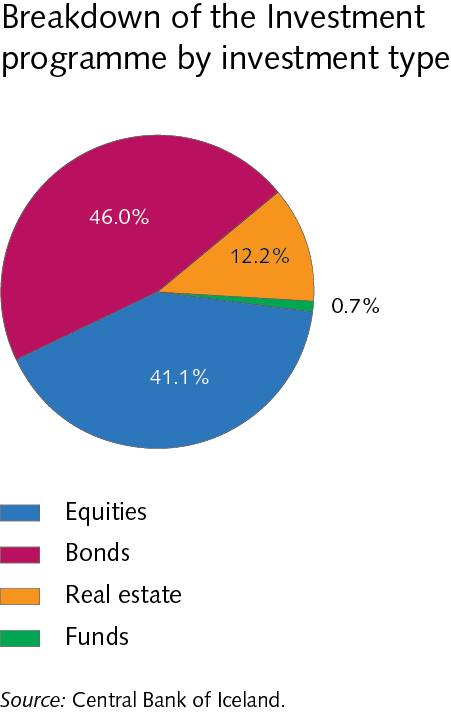 Breakdown of the Investment
programme by investment type
46.0%
12.2%
0.7%
41.1%
Equities
Bonds
Real estate
Funds
Source: Central Bank of Iceland.